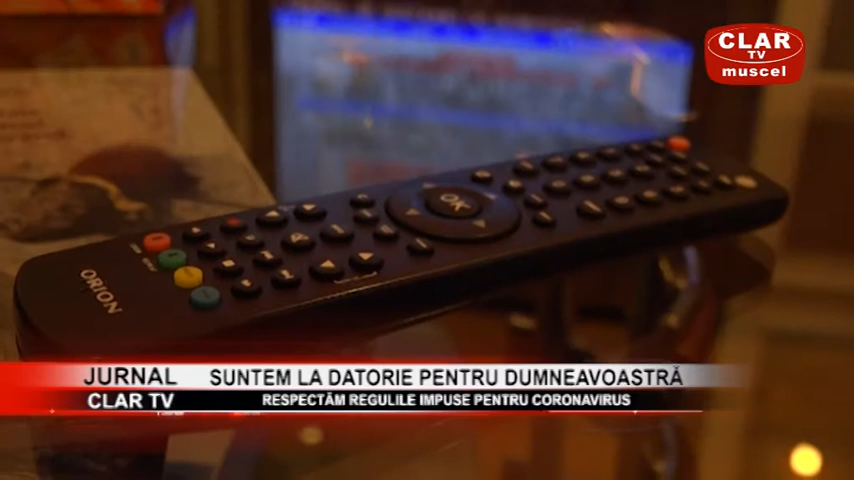 CLAR
TV
muscel
OK
ORION
JURNAL
SUNTEM LA DATORIE PENTRU DUMNEAVOASTRĂ
CLAR TV
RESPECTĂM REGULILE IMPUSE PENTRU CORONAVIRUS